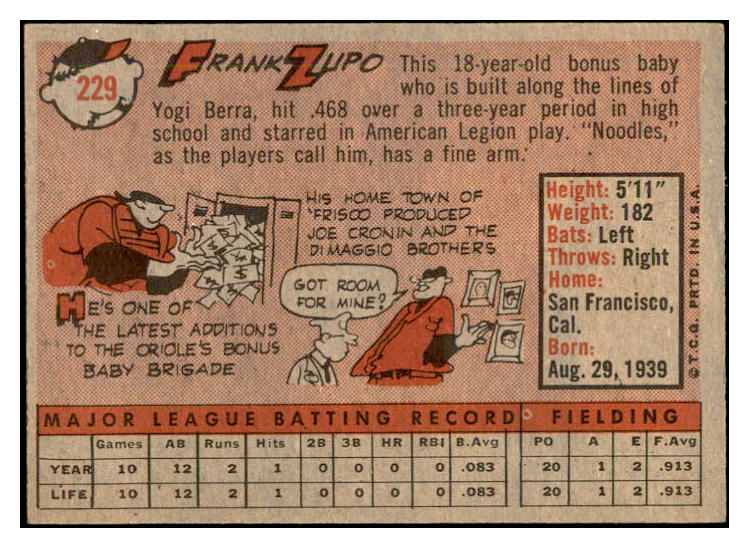 229
FRANK ZUPO
This 18-year-old bonus baby
who is built along the lines of
Yogi Berra, hit .468 over a three-year period in high
school and starred in American Legion play. "Noodles,"
as the players call him, has a fine arm.
HIS HOME TOWN OF
'FRISCO PRODUCED
JOE CRONIN AND THE
DI MAGGIO BROTHERS
GOT ROOM
FOR MINE?
HE'S ONE OF
THE LATEST ADDITIONS
TO THE ORIOLE'S BONUS
BABY BRIGADE
Height: 5'11"
Weight: 182
Bats: Left
Throws: Right
Home:
San Francisco,
Cal.
Born:
Aug. 29, 1939
© T.C.G. PRTD. IN U.S.A.
MAJOR LEAGUE BATTING RECORD FIELDING
Games AB Runs Hits 2B 3B HR RBI B.Avg PO A E F.Avg
YEAR 10 12 2 1 0 0 0 0 .083 20 1 2 .913
LIFE 10 12 2 1 0 0 0 0 .083 20 1 2 .913